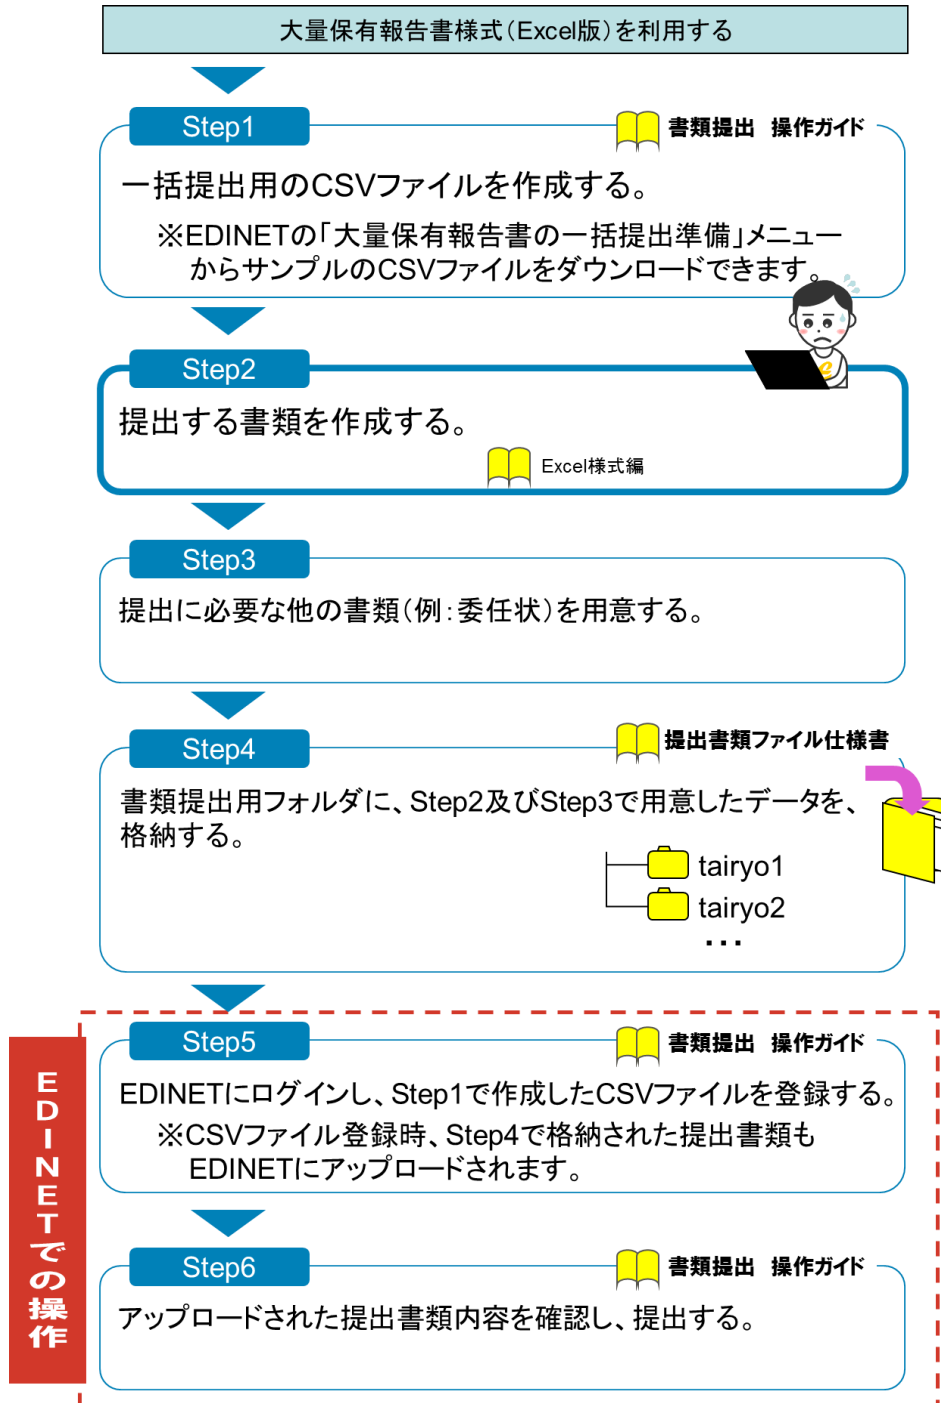 大量保有報告書様式（Excel版）を利用する
Step1
書類提出　操作ガイド
一括提出用のCSVファイルを作成する。
※EDINETの「大量保有報告書の一括提出準備」メニュー
からサンプルのCSVファイルをダウンロードできます。
Step2
提出する書類を作成する。
Excel様式編
Step3
提出に必要な他の書類（例：委任状）を用意する。
Step4
提出書類ファイル仕様書
書類提出用フォルダに、Step2及びStep3で用意したデータを、
格納する。
tairyo1
tairyo2
・・・
EDINETでの操作
Step5
書類提出　操作ガイド
EDINETにログインし、Step1で作成したCSVファイルを登録する。
※CSVファイル登録時、Step4で格納された提出書類も
EDINETにアップロードされます。
Step6
書類提出　操作ガイド
アップロードされた提出書類内容を確認し、提出する。